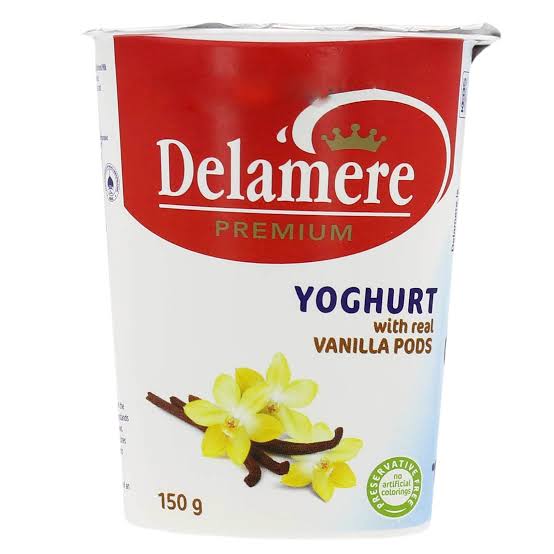 Delamere
PREMIUM
YOGHURT
with real
VANILLA PODS
PRESERVATIVE FREE
no
artificial
colorings
150 g